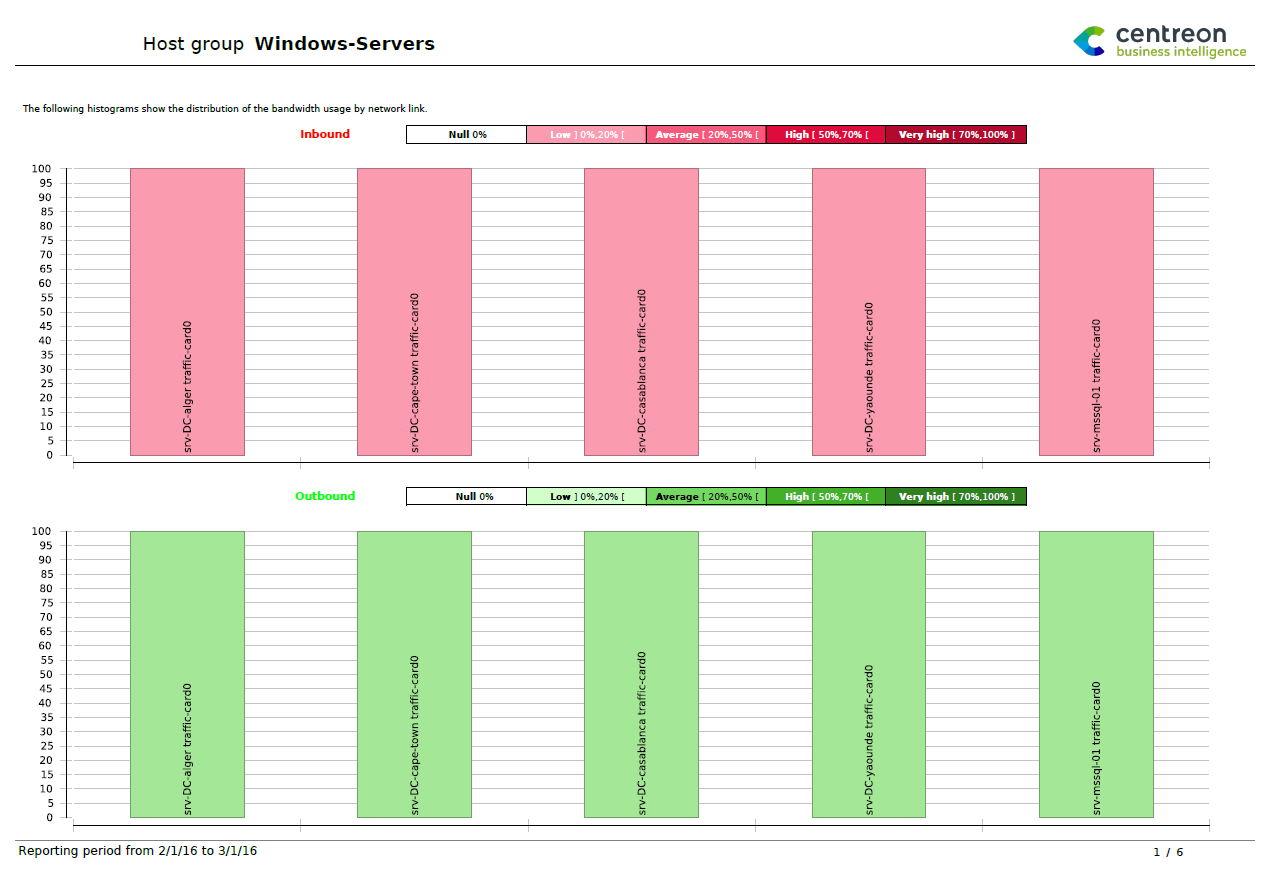 Host group Windows-Servers
centreon
business intelligence
The following histograms show the distribution of the bandwidth usage by network link.
Inbound
Null 0%
Low ] 0%,20% [
Average [ 20%,50% [
High [ 50%,70% [
Very high [ 70%,100% ]
100
95
90
85
80
75
70
65
60
55
50
45
40
35
30
25
20
15
10
5
0
srv-DC-alger traffic-card0
srv-DC-cape-town traffic-card0
srv-DC-casablanca traffic-card0
srv-DC-yaounde traffic-card0
srv-mssql-01 traffic-card0
Outbound
Null 0%
Low ] 0%,20% [
Average [ 20%,50% [
High [ 50%,70% [
Very high [ 70%,100% ]
100
95
90
85
80
75
70
65
60
55
50
45
40
35
30
25
20
15
10
5
0
srv-DC-alger traffic-card0
srv-DC-cape-town traffic-card0
srv-DC-casablanca traffic-card0
srv-DC-yaounde traffic-card0
srv-mssql-01 traffic-card0
Reporting period from 2/1/16 to 3/1/16
1 / 6